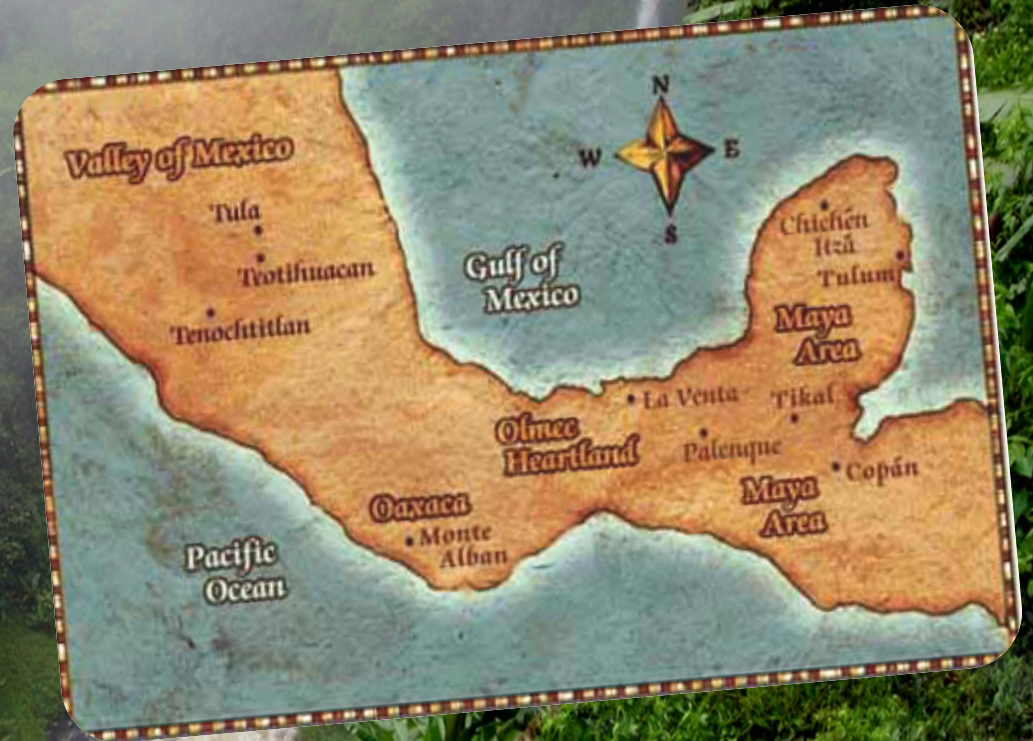 N
W
E
S
Valley of Mexico
Tula
Teotihuacan
Tenochtitlan
Gulf of
Mexico
Chichén
Itzá
Tulum
Maya
Area
La Venta
Tikal
Olmec
Heartland
Palenque
Copán
Maya
Area
Oaxaca
Monte
Alban
Pacific
Ocean